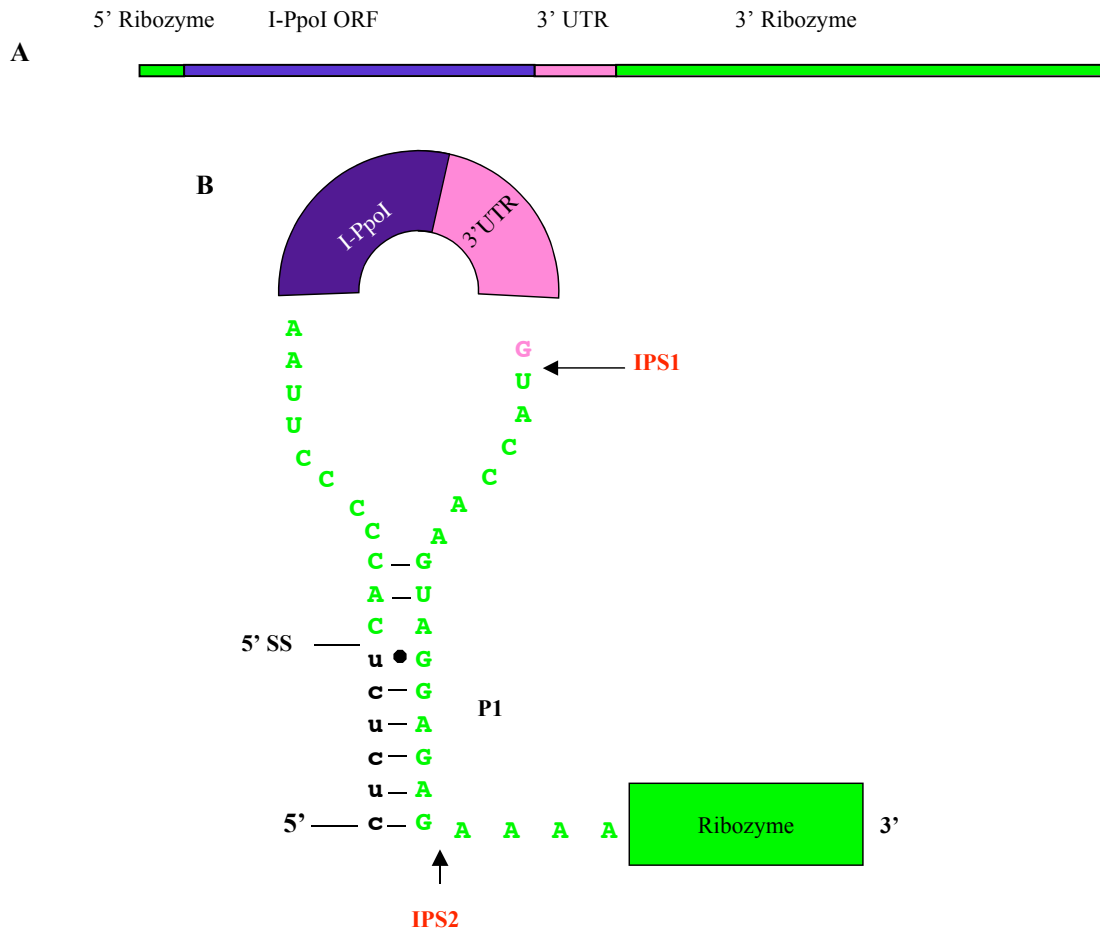 5’ Ribozyme I-PpoI ORF 3’ UTR 3’ Ribozyme
A
B
I-PpoI
3’UTR
A
A G
IPS1
U U
U A
C C
C C
C A
C A
C G
A U
C A
5’ SS
u G
c G
P1
u A
c G
u A
5’ c G A A A A Ribozyme 3’
IPS2